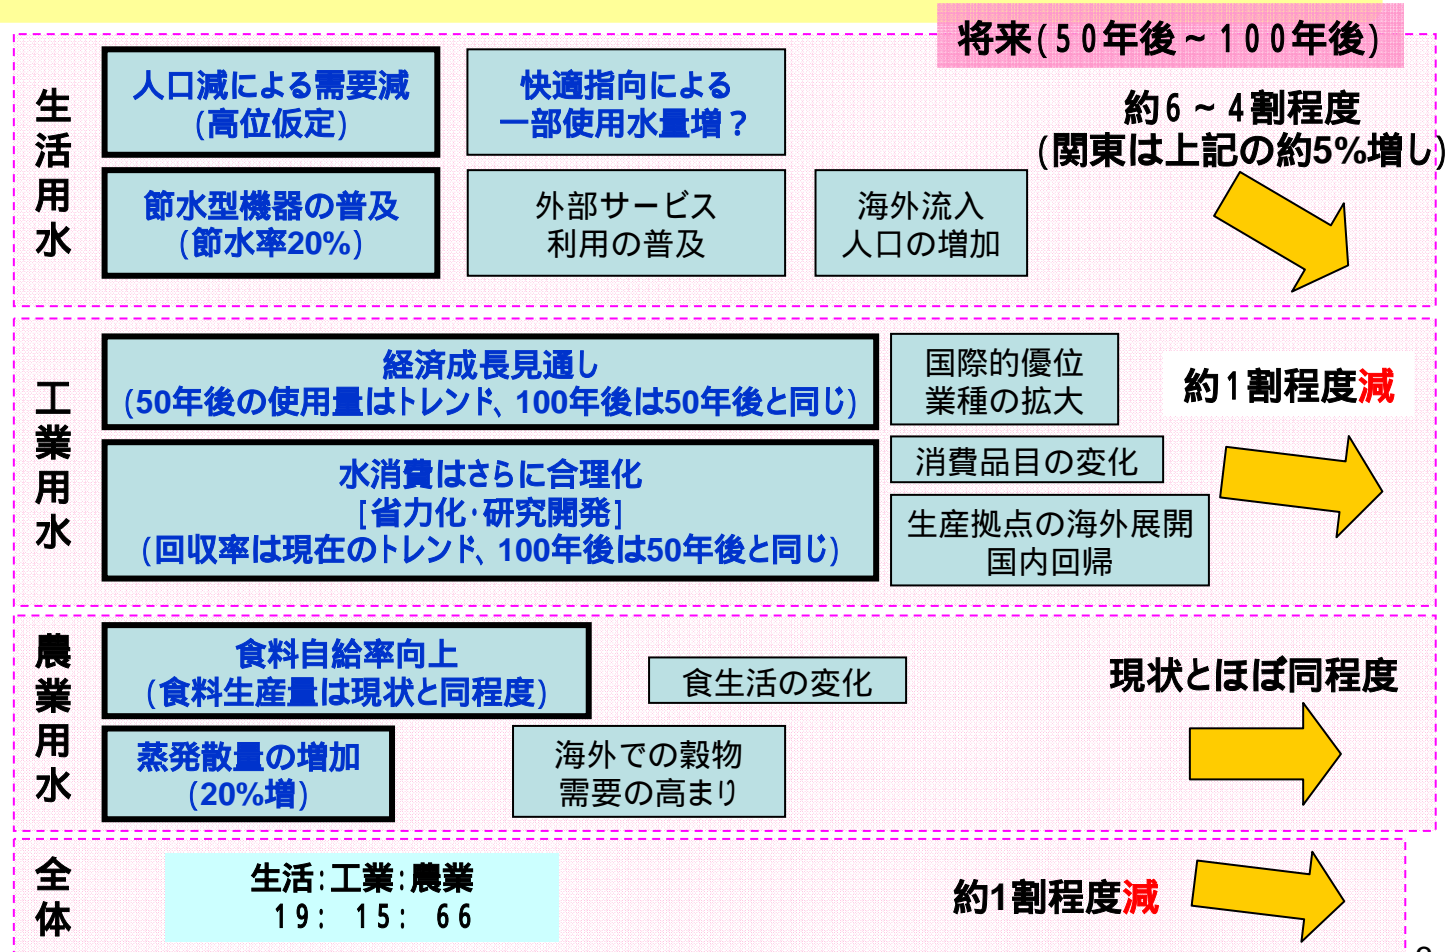 将来(50年後~100年後)
生活用水
人口減による需要減
(高位仮定)
快適指向による
一部使用水量増?
約6~4割程度
(関東は上記の約5%増し)
節水型機器の普及
(節水率20%)
外部サービス
利用の普及
海外流入
人口の増加
工業用水
経済成長見通し
(50年後の使用量はトレンド、100年後は50年後と同じ)
国際的優位
業種の拡大
約1割程度減
水消費はさらに合理化
[省力化・研究開発]
(回収率は現在のトレンド、100年後は50年後と同じ)
消費品目の変化
生産拠点の海外展開
国内回帰
農業用水
食料自給率向上
(食料生産量は現状と同程度)
食生活の変化
現状とほぼ同程度
蒸発散量の増加
(20%増)
海外での穀物
需要の高まり
全体
生活:工業:農業
19: 15: 66
約1割程度減